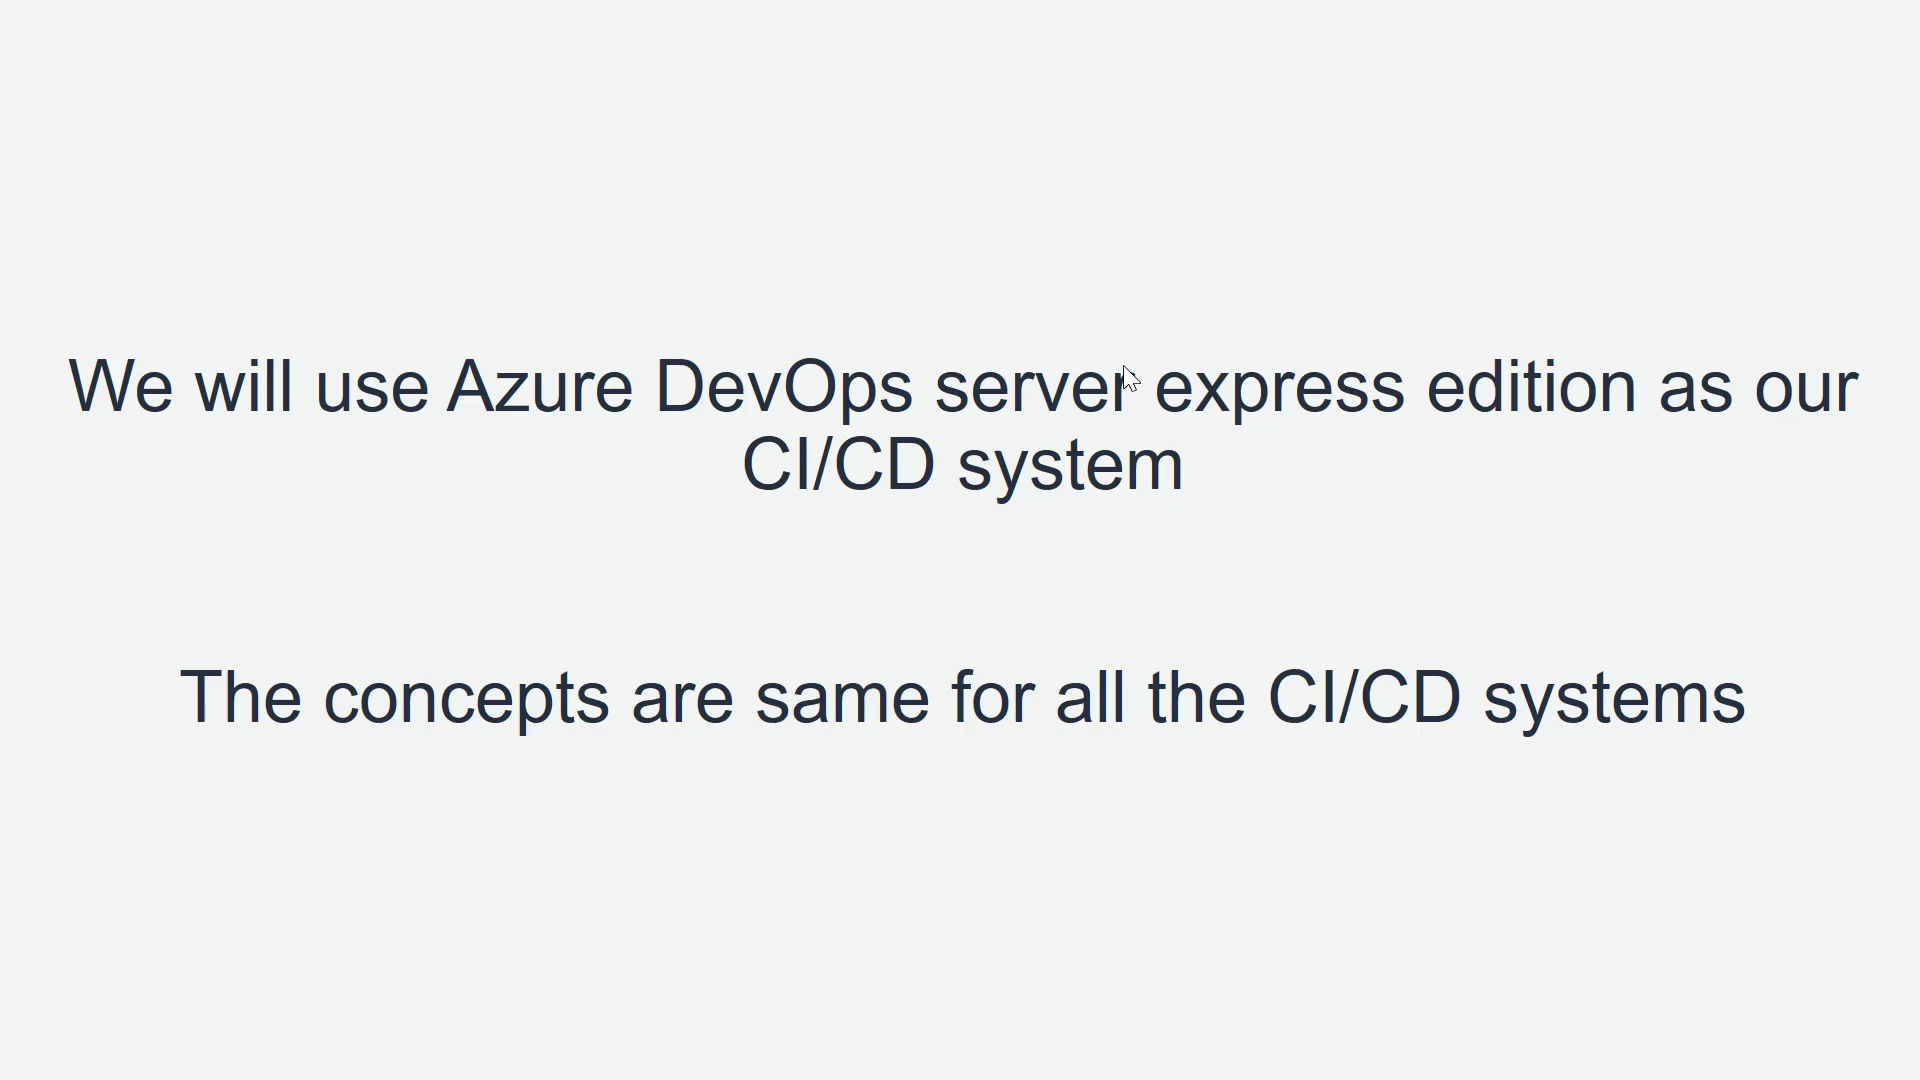 We will use Azure DevOps server express edition as our
CI/CD system
The concepts are same for all the CI/CD systems